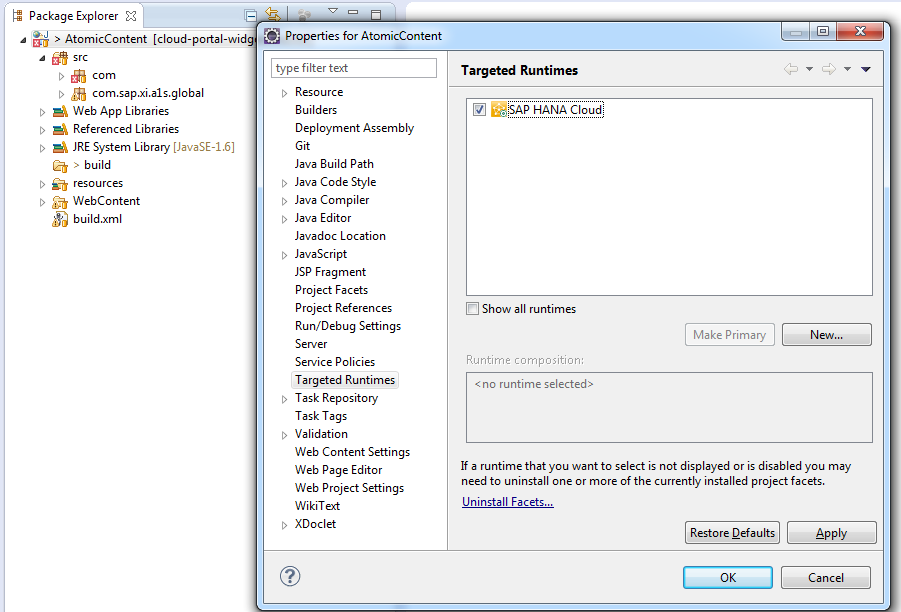 Package Explorer
> AtomicContent [cloud-portal-widge
src
com
com.sap.xi.a1s.global
Web App Libraries
Referenced Libraries
JRE System Library [JavaSE-1.6]
> build
resources
WebContent
build.xml
Properties for AtomicContent
type filter text
Resource
Builders
Deployment Assembly
Git
Java Build Path
Java Code Style
Java Compiler
Java Editor
Javadoc Location
JavaScript
JSP Fragment
Project Facets
Project References
Run/Debug Settings
Server
Service Policies
Targeted Runtimes
Task Repository
Task Tags
Validation
Web Content Settings
Web Page Editor
Web Project Settings
WikiText
XDoclet
Targeted Runtimes
SAP HANA Cloud
Show all runtimes
Make Primary
New...
Runtime composition:
<no runtime selected>
If a runtime that you want to select is not displayed or is disabled you may
need to uninstall one or more of the currently installed project facets.
Uninstall Facets...
Restore Defaults
Apply
?
OK
Cancel